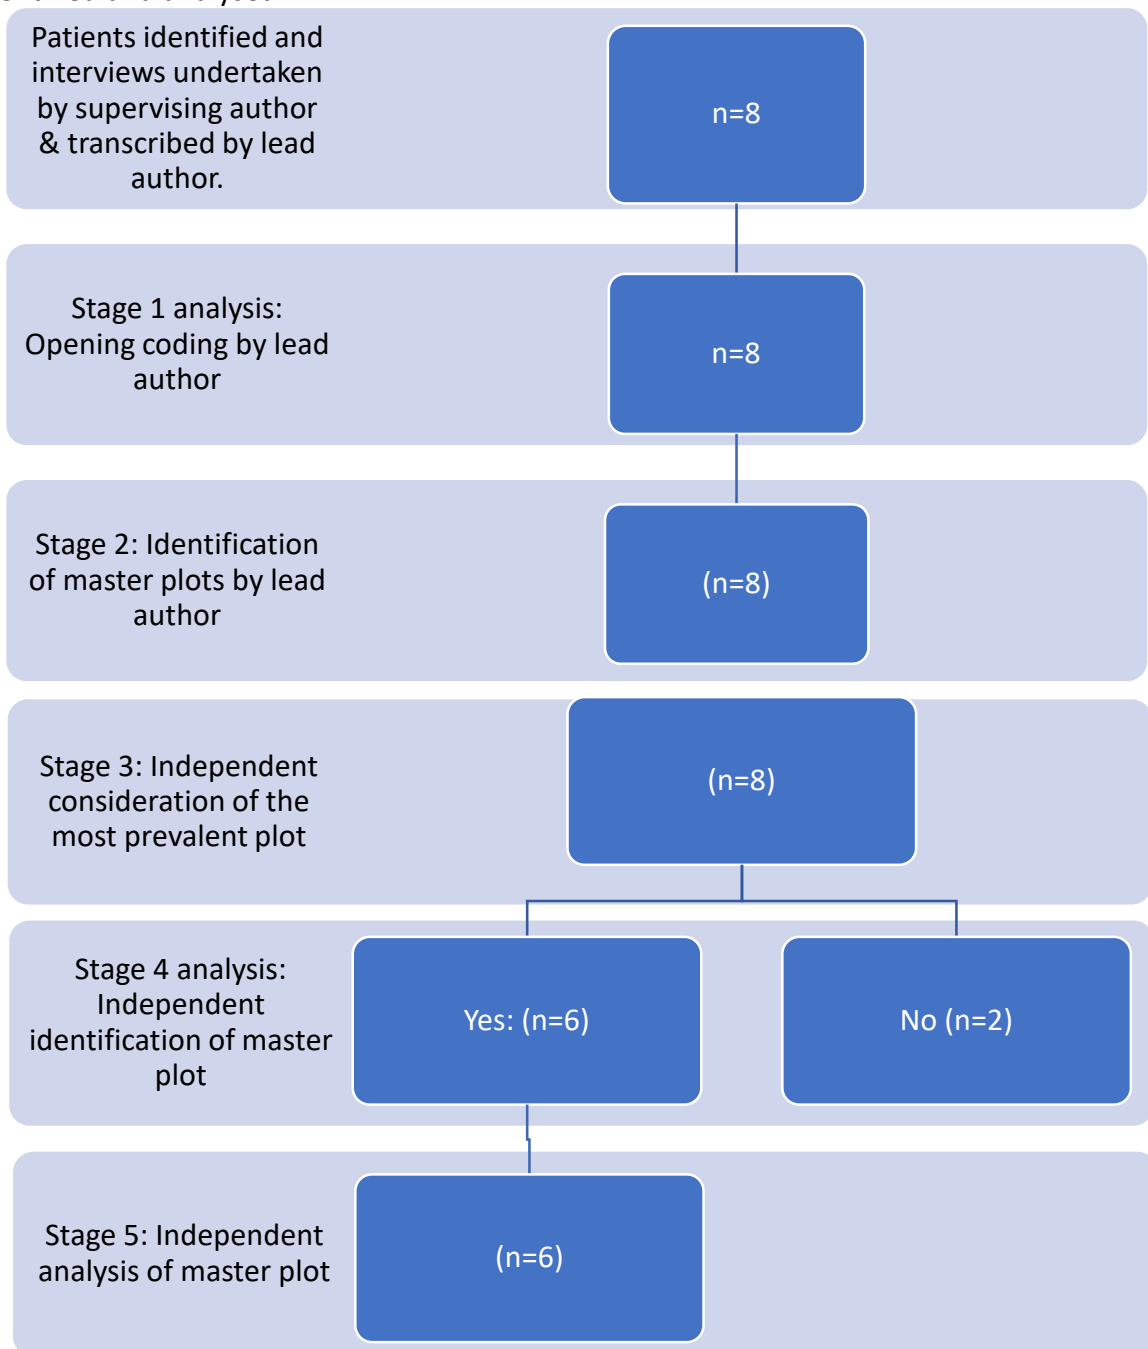 Patients identified and
interviews undertaken
by supervising author
& transcribed by lead
author.
n=8
Stage 1 analysis:
Opening coding by lead
author
n=8
Stage 2: Identification
of master plots by lead
author
(n=8)
Stage 3: Independent
consideration of the
most prevalent plot
(n=8)
Stage 4 analysis:
Independent
identification of master
plot
Yes: (n=6)
No (n=2)
Stage 5: Independent
analysis of master plot
(n=6)